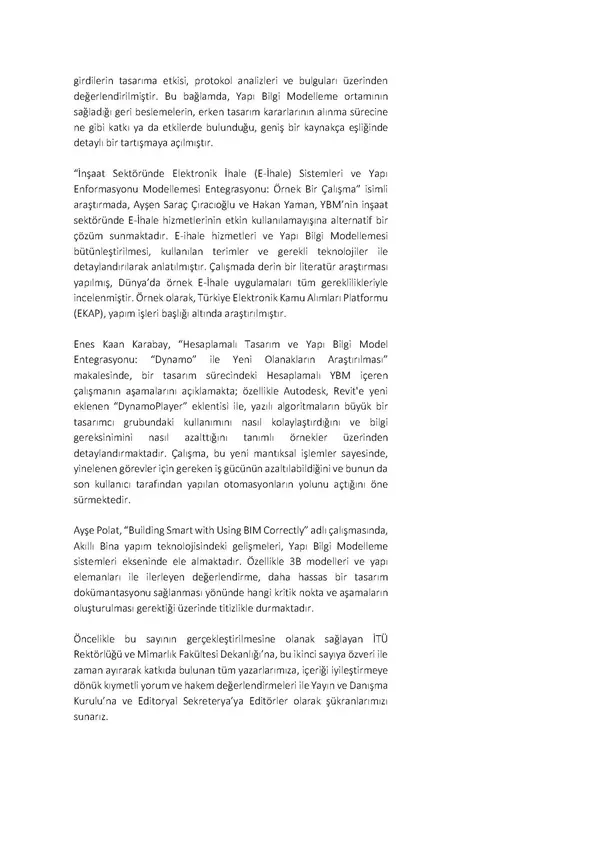 girdilerin tasarıma etkisi, protokol analizleri ve bulguları üzerinden
değerlendirilmiştir. Bu bağlamda, Yapı Bilgi Modelleme ortamının
sağladığı geri beslemelerin, erken tasarım kararlarının alınma sürecine
ne gibi katkı ya da etkilerde bulunduğu, geniş bir kaynakça eşliğinde
detaylı bir tartışmaya açılmıştır.
“İnşaat Sektöründe Elektronik İhale (E-İhale) Sistemleri ve Yapı
Enformasyonu Modellemesi Entegrasyonu: Örnek Bir Çalışma” isimli
araştırmada, Ayşen Saraç Çıracıoğlu ve Hakan Yaman, YBM’nin inşaat
sektöründe E-İhale hizmetlerinin etkin kullanılamayışına alternatif bir
çözüm sunmaktadır. E-ihale hizmetleri ve Yapı Bilgi Modellemesi
bütünleştirilmesi, kullanılan terimler ve gerekli teknolojiler ile
detaylandırılarak anlatılmıştır. Çalışmada derin bir literatür araştırması
yapılmış, Dünya’da örnek E-İhale uygulamaları tüm gereklilikleriyle
incelenmiştir. Örnek olarak, Türkiye Elektronik Kamu Alımları Platformu
(EKAP), yapım işleri başlığı altında araştırılmıştır.
Enes Kaan Karabay, “Hesaplamalı Tasarım ve Yapı Bilgi Model
Entegrasyonu: “Dynamo” ile Yeni Olanakların Araştırılması”
makalesinde, bir tasarım sürecindeki Hesaplamalı YBM içeren
çalışmanın aşamalarını açıklamakta; özellikle Autodesk, Revit'e yeni
eklenen “DynamoPlayer” eklentisi ile, yazılı algoritmaların büyük bir
tasarımcı grubundaki kullanımını nasıl kolaylaştırdığını ve bilgi
gereksinimini nasıl azalttığını tanımlı örnekler üzerinden
detaylandırmaktadır. Çalışma, bu yeni mantıksal işlemler sayesinde,
yinelenen görevler için gereken iş gücünün azaltılabildiğini ve bunun da
son kullanıcı tarafından yapılan otomasyonların yolunu açtığını öne
sürmektedir.
Ayşe Polat, “Building Smart with Using BIM Correctly” adlı çalışmasında,
Akıllı Bina yapım teknolojisindeki gelişmeleri, Yapı Bilgi Modelleme
sistemleri ekseninde ele almaktadır. Özellikle 3B modelleri ve yapı
elemanları ile ilerleyen değerlendirme, daha hassas bir tasarım
dokümantasyonu sağlanması yönünde hangi kritik nokta ve aşamaların
oluşturulması gerektiği üzerinde titizlikle durmaktadır.
Öncelikle bu sayının gerçekleştirilmesine olanak sağlayan İTÜ
Rektörlüğü ve Mimarlık Fakültesi Dekanlığı’na, bu ikinci sayıya özveri ile
zaman ayırarak katkıda bulunan tüm yazarlarımıza, içeriği iyileştirmeye
dönük kıymetli yorum ve hakem değerlendirmeleri ile Yayın ve Danışma
Kurulu’na ve Editoryal Sekreterya’ya Editörler olarak şükranlarımızı
sunarız.